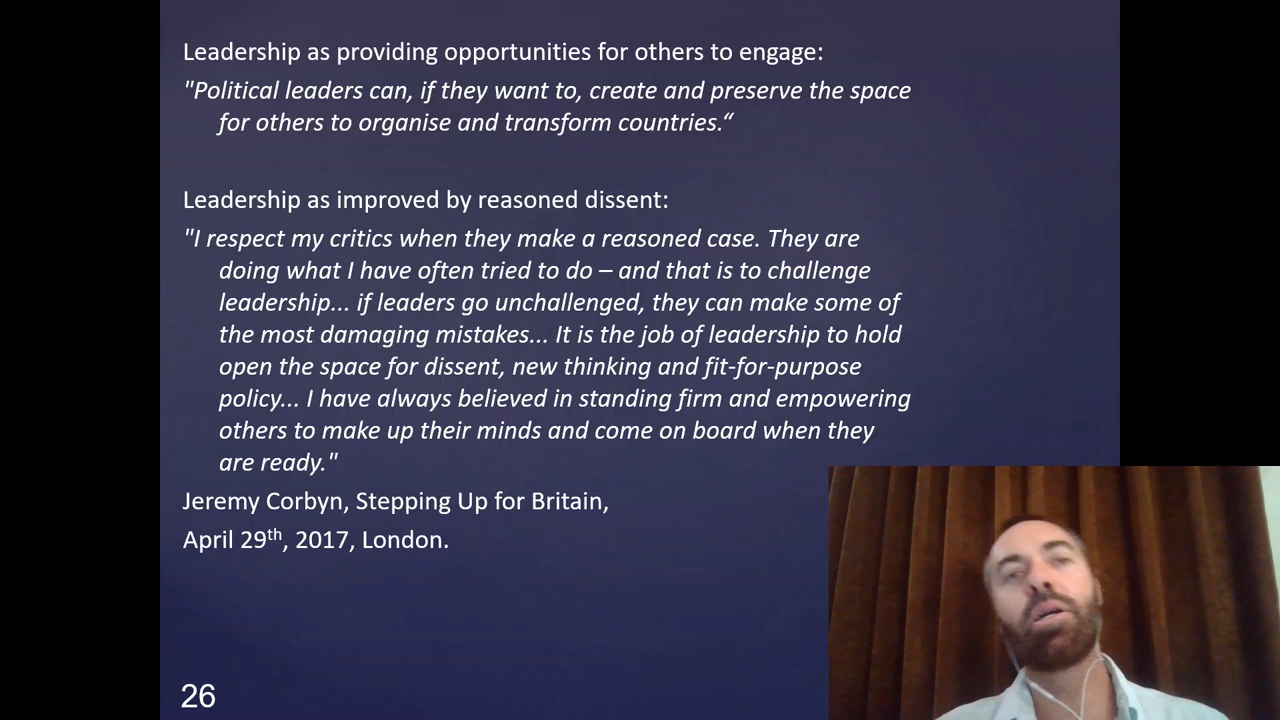 Leadership as providing opportunities for others to engage:
"Political leaders can, if they want to, create and preserve the space
for others to organise and transform countries.“
Leadership as improved by reasoned dissent:
"I respect my critics when they make a reasoned case. They are
doing what I have often tried to do – and that is to challenge
leadership... if leaders go unchallenged, they can make some of
the most damaging mistakes... It is the job of leadership to hold
open the space for dissent, new thinking and fit-for-purpose
policy... I have always believed in standing firm and empowering
others to make up their minds and come on board when they
are ready."
Jeremy Corbyn, Stepping Up for Britain,
April 29th, 2017, London.
26